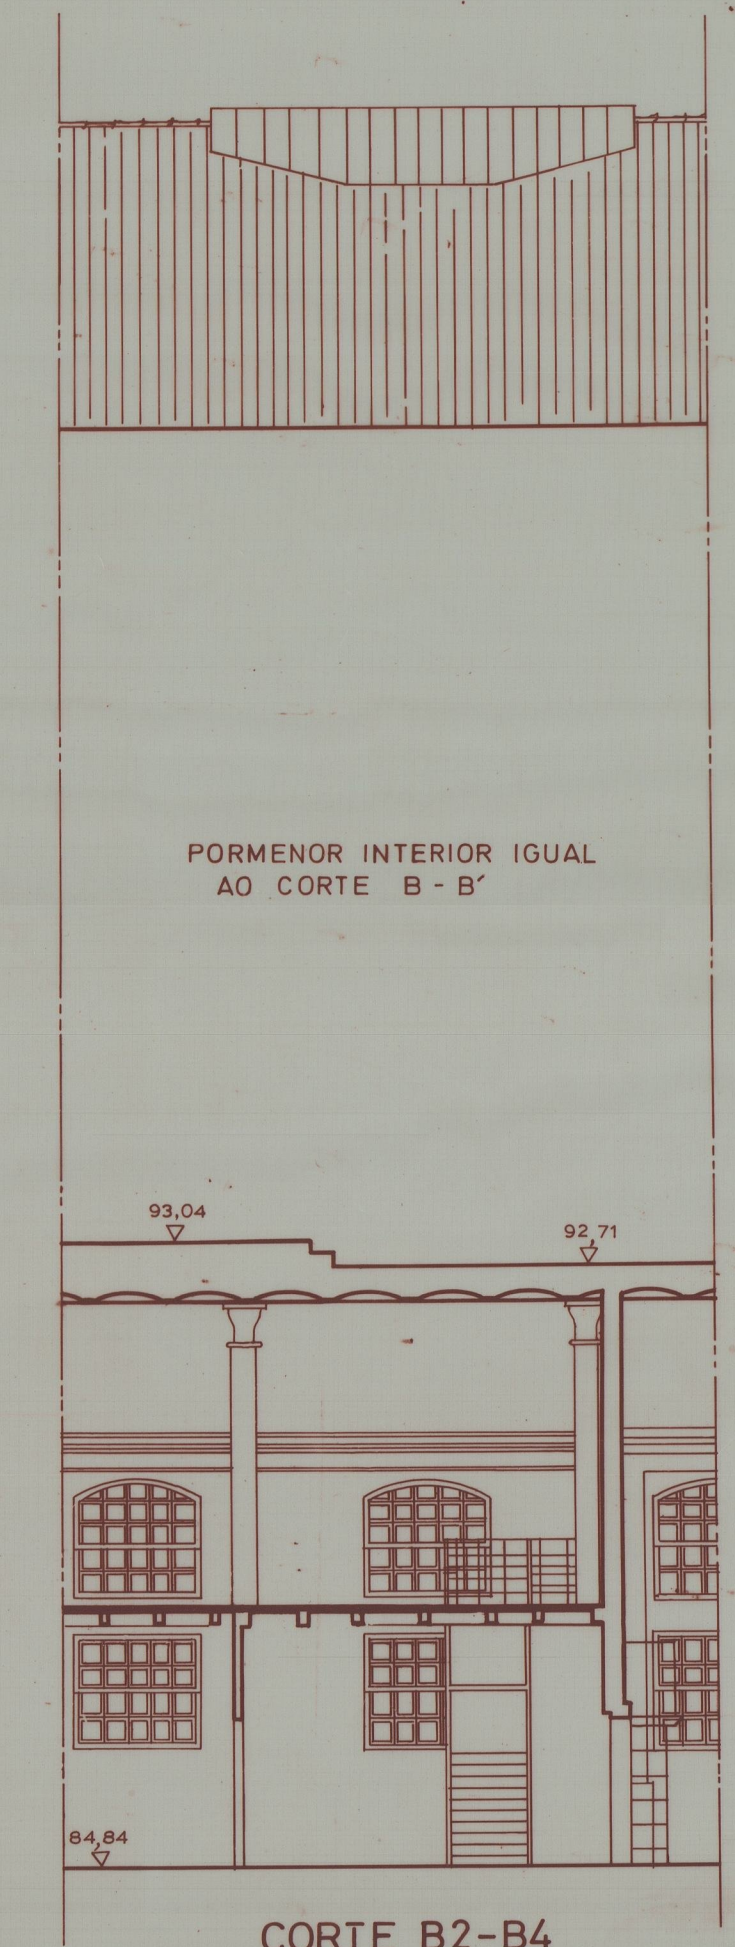 PORMENOR INTERIOR IGUAL
AO CORTE B - B´
93,04
92,71
84,84
CORTE B2-B4